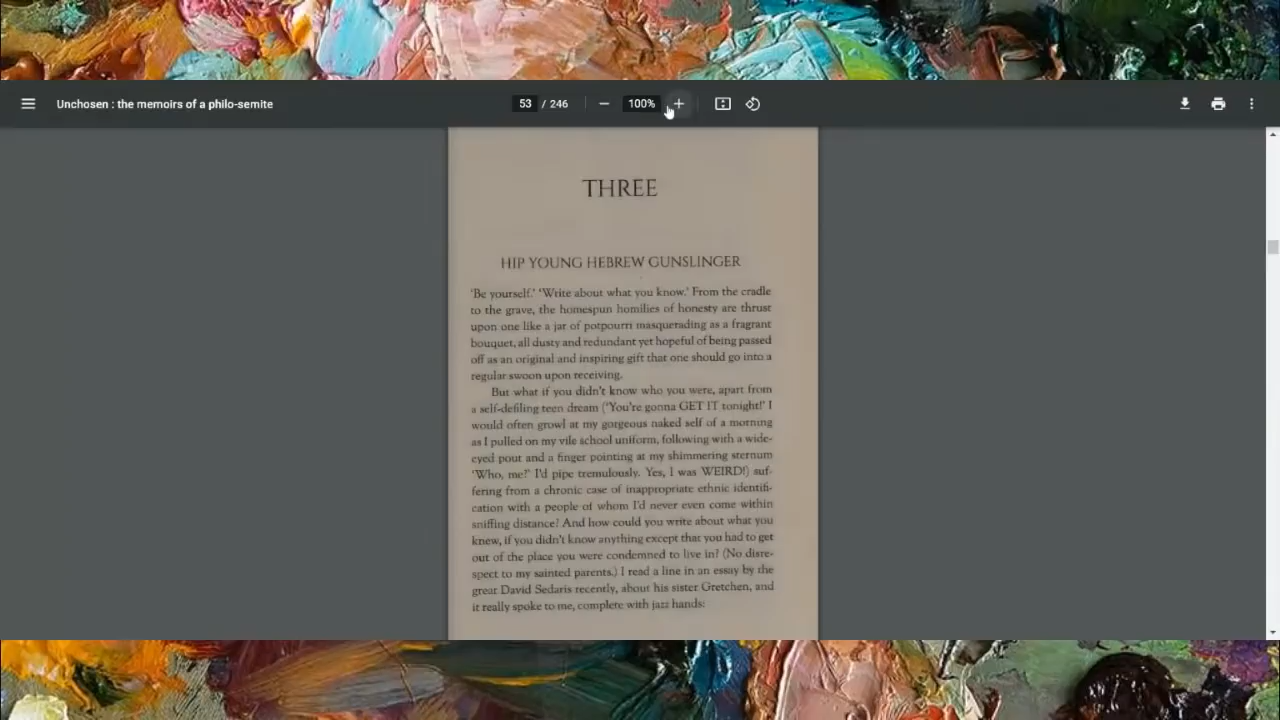 Unchosen : the memoirs of a philo-semite
53 / 246
100%
THREE
HIP YOUNG HEBREW GUNSLINGER
'Be yourself.' 'Write about what you know.' From the cradle
to the grave, the homespun homilies of honesty are thrust
upon one like a jar of potpourri masquerading as a fragrant
bouquet, all dusty and redundant yet hopeful of being passed
off as an original and inspiring gift that one should go into a
regular swoon upon receiving.
But what if you didn't know who you were, apart from
a self-defiling teen dream ('You're gonna GET IT tonight!' I
would often growl at my gorgeous naked self of a morning
as I pulled on my vile school uniform, following with a wide-
eyed pout and a finger pointing at my shimmering sternum
'Who, me?' I'd pipe tremulously. Yes, I was WEIRD!) suf-
fering from a chronic case of inappropriate ethnic identifi-
cation with a people of whom I'd never even come within
sniffing distance? And how could you write about what you
knew, if you didn't know anything except that you had to get
out of the place you were condemned to live in? (No disre-
spect to my sainted parents.) I read a line in an essay by the
great David Sedaris recently, about his sister Gretchen, and
it really spoke to me, complete with jazz hands: